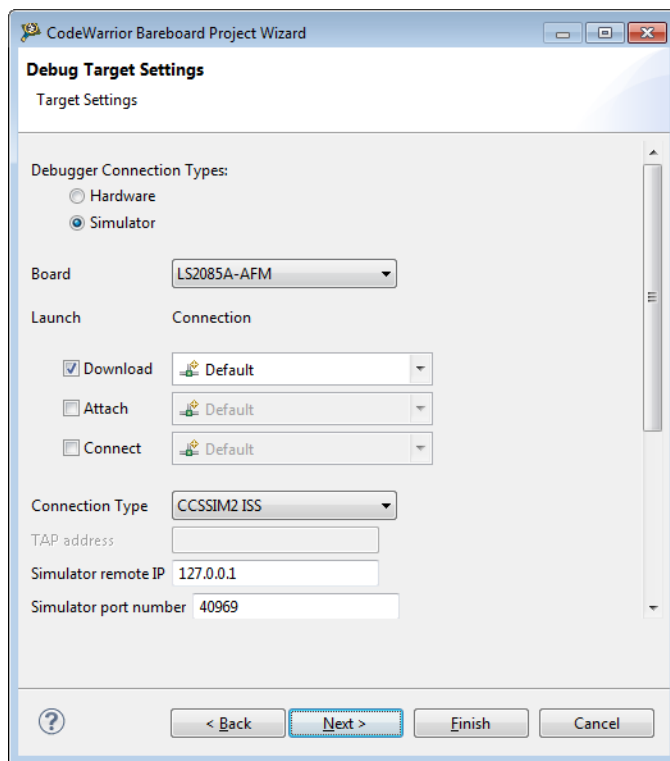 CodeWarrior Bareboard Project Wizard
Debug Target Settings
Target Settings
Debugger Connection Types:
Hardware
Simulator
Board LS2085A-AFM
Launch Connection
Download Default
Attach Default
Connect Default
Connection Type CCSSIM2 ISS
TAP address
Simulator remote IP 127.0.0.1
Simulator port number 40969
? < Back Next > Finish Cancel